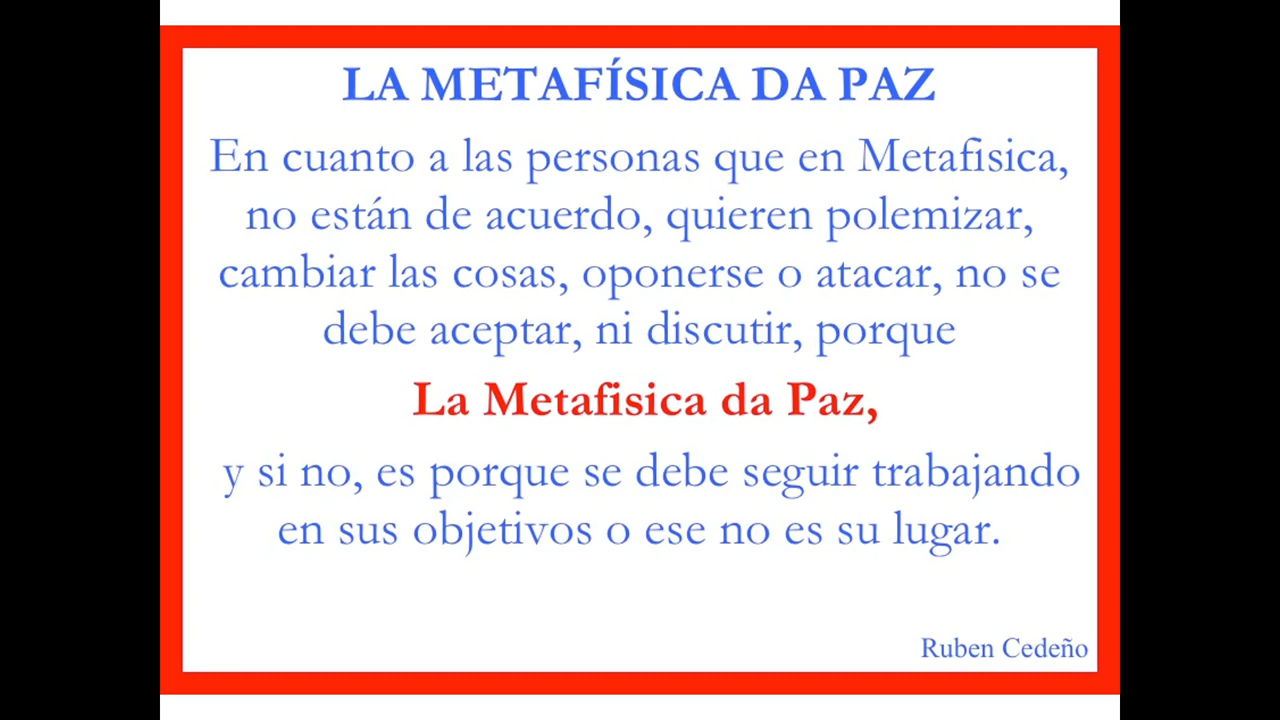 LA METAFÍSICA DA PAZ
En cuanto a las personas que en Metafisica,
no están de acuerdo, quieren polemizar,
cambiar las cosas, oponerse o atacar, no se
debe aceptar, ni discutir, porque
La Metafisica da Paz,
y si no, es porque se debe seguir trabajando
en sus objetivos o ese no es su lugar.
Ruben Cedeño